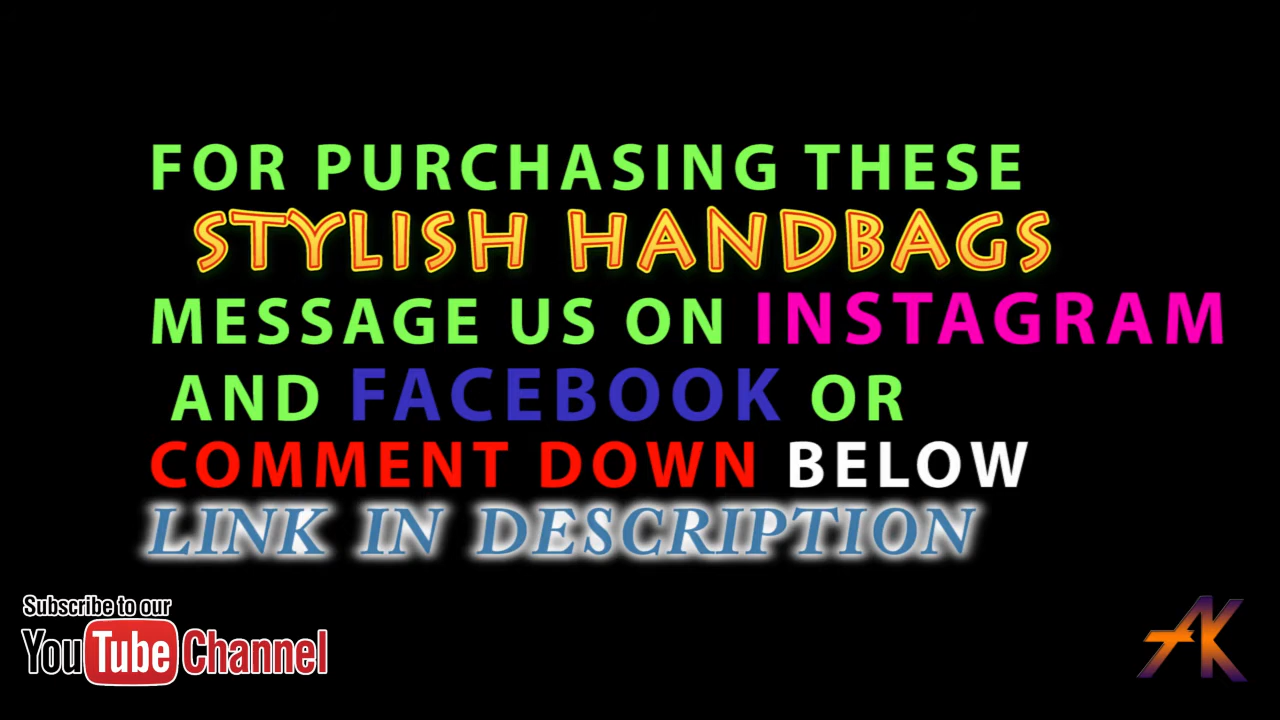 FOR PURCHASING THESE
STYLISH HANDBAGS
MESSAGE US ON INSTAGRAM
AND FACEBOOK OR
COMMENT DOWN BELOW
LINK IN DESCRIPTION
Subscribe to our
YouTube Channel
AK